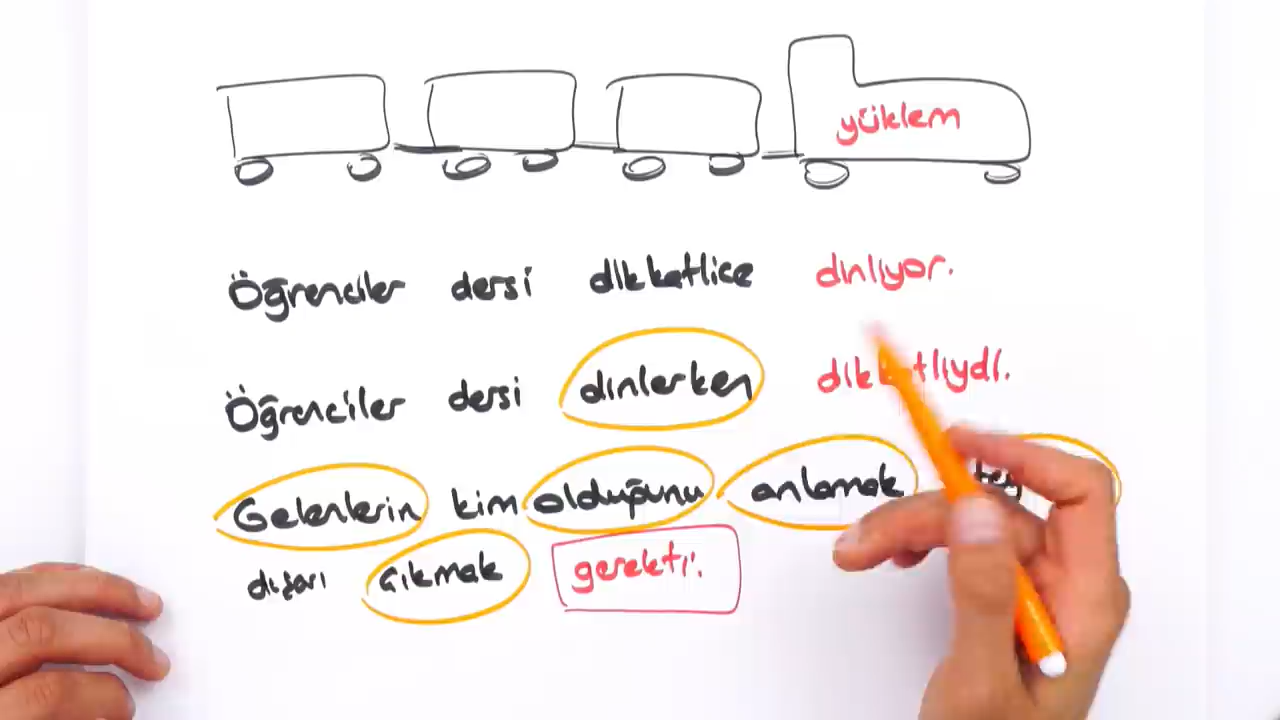 yüklem
Öğrenciler dersi dikkatlice dinliyor.
Öğrenciler dersi dinlerken
Gelenlerin kim olduğunu anlamak
dışarı çıkmak gerekti.